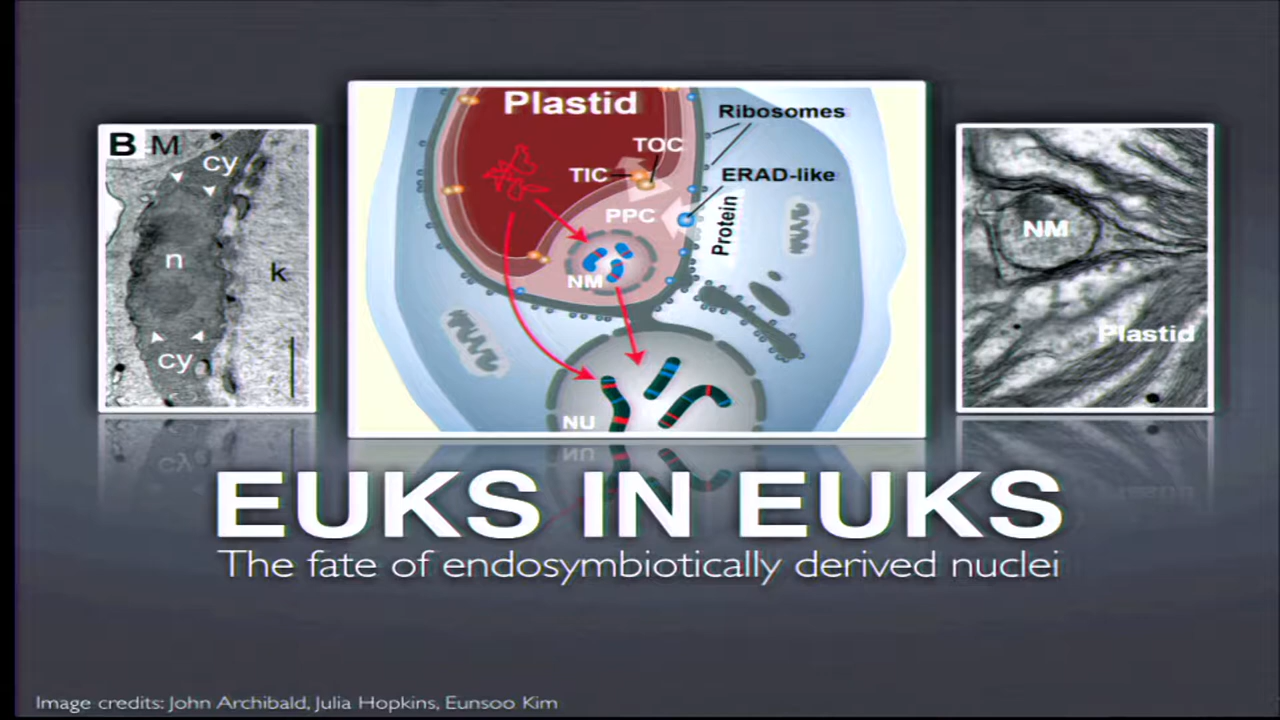 B M
cy
n
k
cy
Plastid
Ribosomes
TOC
TIC
ERAD-like
PPC
Protein
NM
NU
NM
Plastid
EUKS IN EUKS
The fate of endosymbiotically derived nuclei
Image credits: John Archibald, Julia Hopkins, Eunsoo Kim